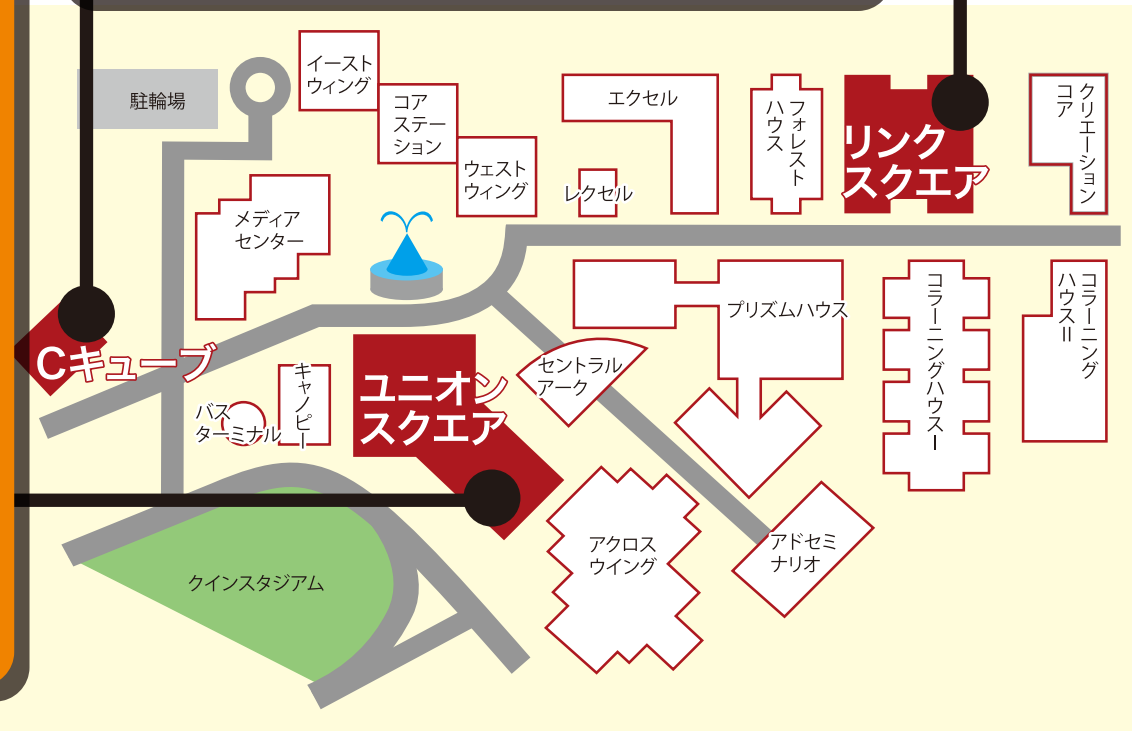 駐輪場
イースト
ウィング
コア
ステー
ション
ウェスト
ウィング
エクセル
レクセル
フォレスト
ハウス
リンク
スクエア
クリエーション
コア
メディア
センター
プリズムハウス
コラーニングハウスⅠ
コラーニング
ハウスⅡ
Cキューブ
バス
ターミナル
キャノピー
ユニオン
スクエア
セントラル
アーク
アクロス
ウイング
アドセミ
ナリオ
クインスタジアム